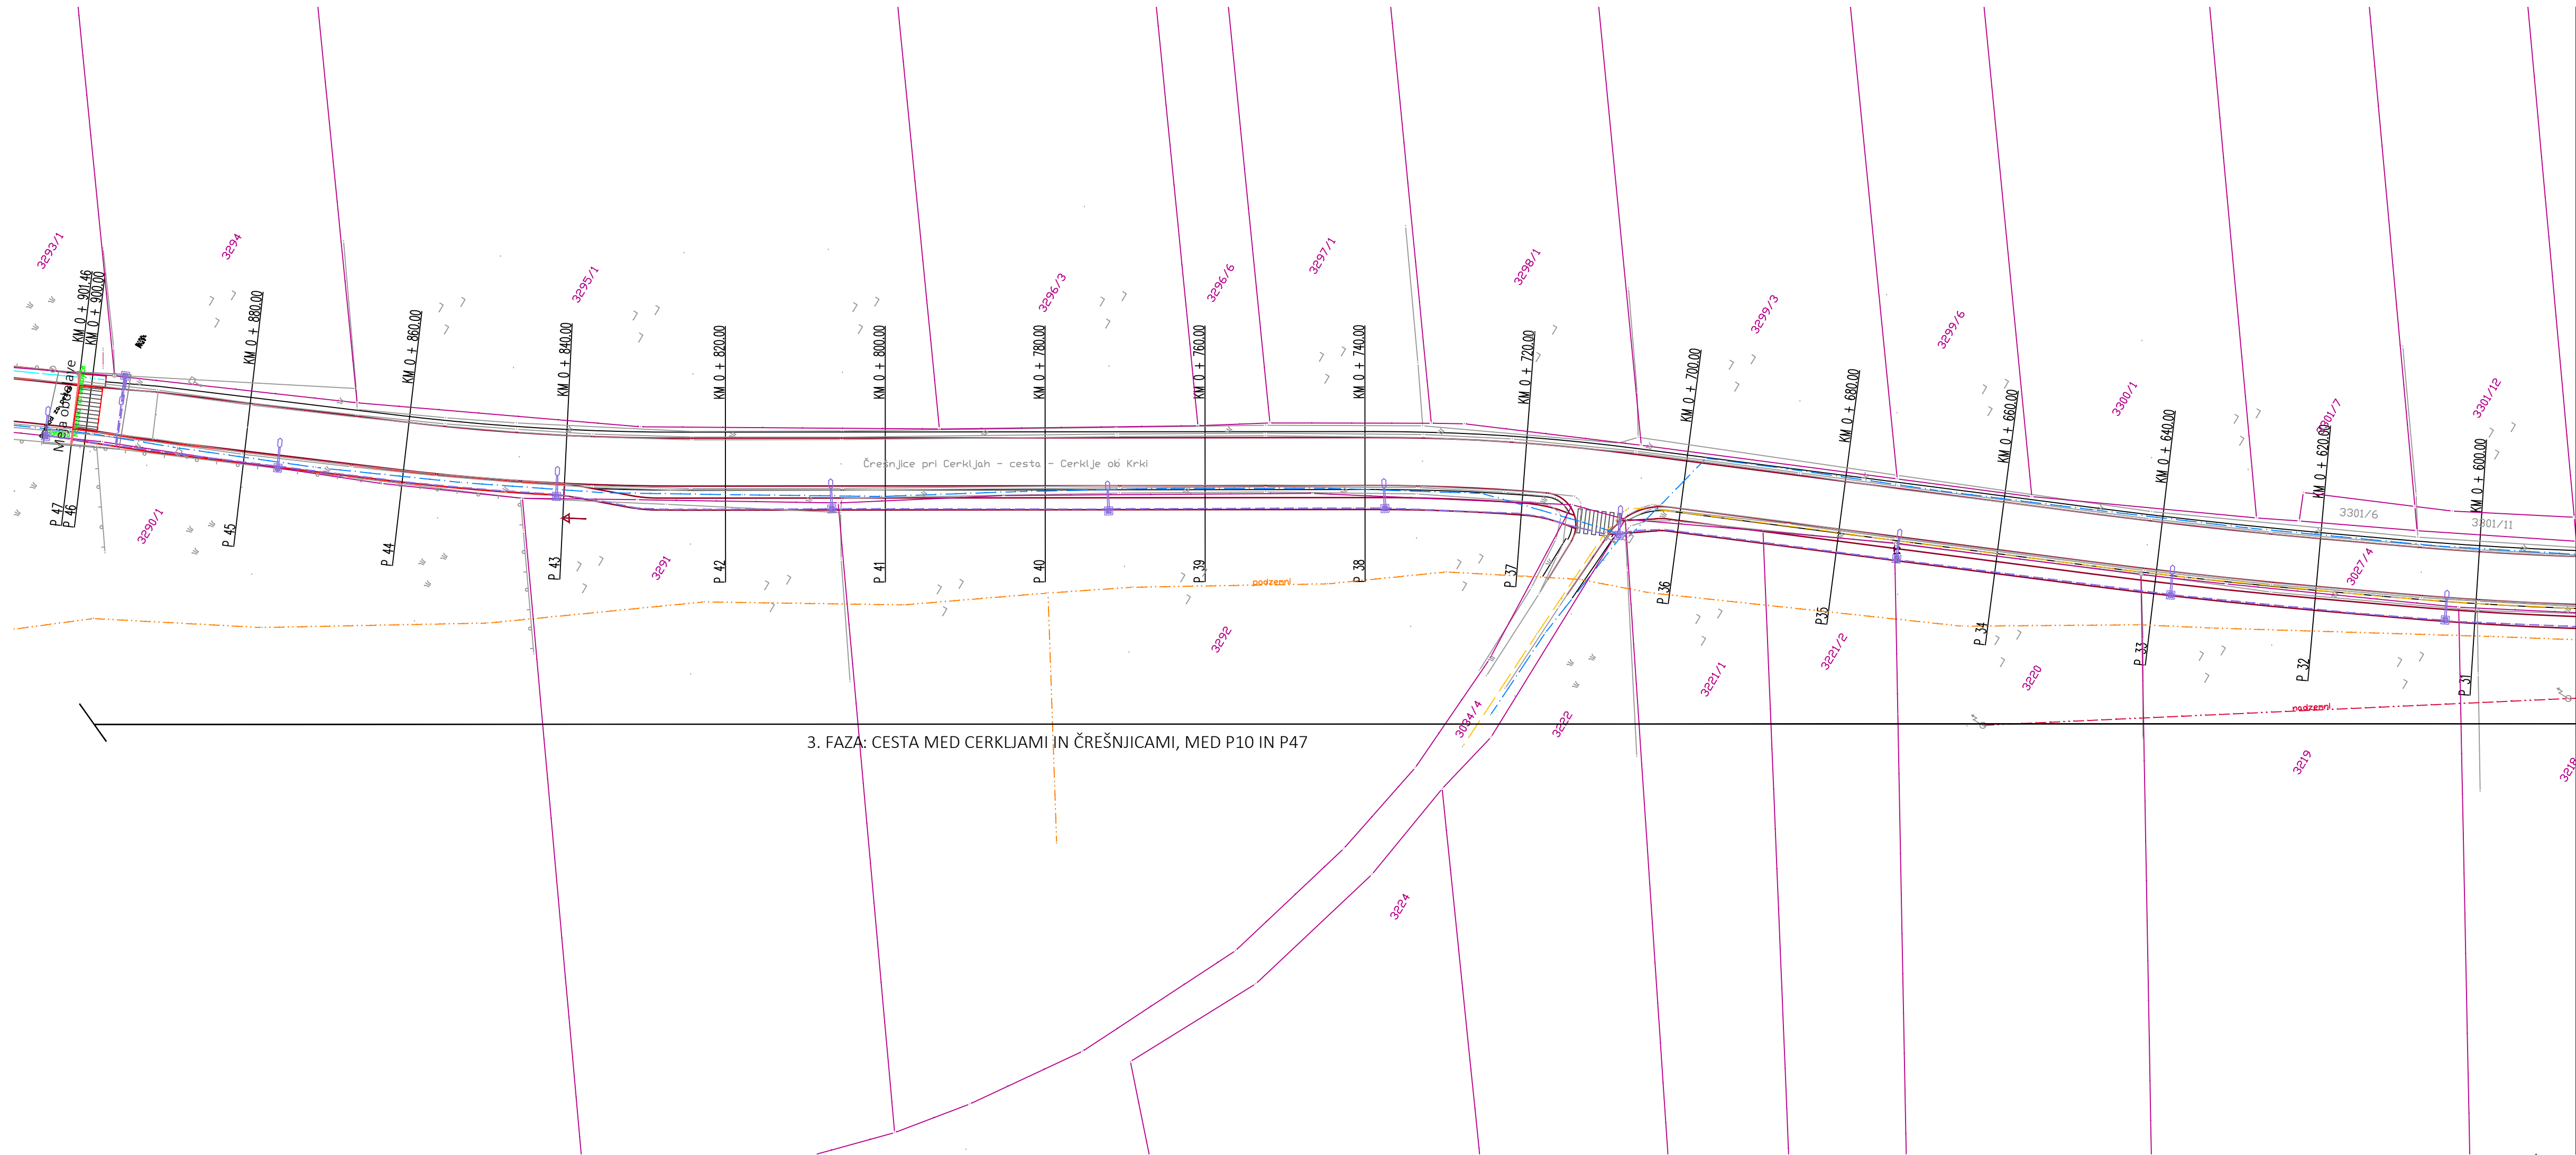 3293/1
3294
3295/1
3296/3
3296/6
3297/1
3298/1
3299/3
3299/6
3300/1
3301/7
3301/12
KM 0 + 901.46
KM 0 + 900.00
KM 0 + 880.00
KM 0 + 860.00
KM 0 + 840.00
KM 0 + 820.00
KM 0 + 800.00
KM 0 + 780.00
KM 0 + 760.00
KM 0 + 740.00
KM 0 + 720.00
KM 0 + 700.00
KM 0 + 680.00
KM 0 + 660.00
KM 0 + 640.00
KM 0 + 620.00
KM 0 + 600.00
Meja obdelave
Črešnjice pri Cerkljah - cesta - Cerklje ob Krki
3301/6
3301/11
P 47
P 46
P 45
P 44
P 43
P 42
P 41
P 40
P 39
P 38
P 37
P 36
P35
P 34
P 33
P 32
P 31
3290/1
3291
3292
podzemni
3027/4
3221/1
3221/2
3220
3034/4
3222
nadzemni
3. FAZA: CESTA MED CERKLJAMI IN ČREŠNJICAMI, MED P10 IN P47
3219
3218
3224